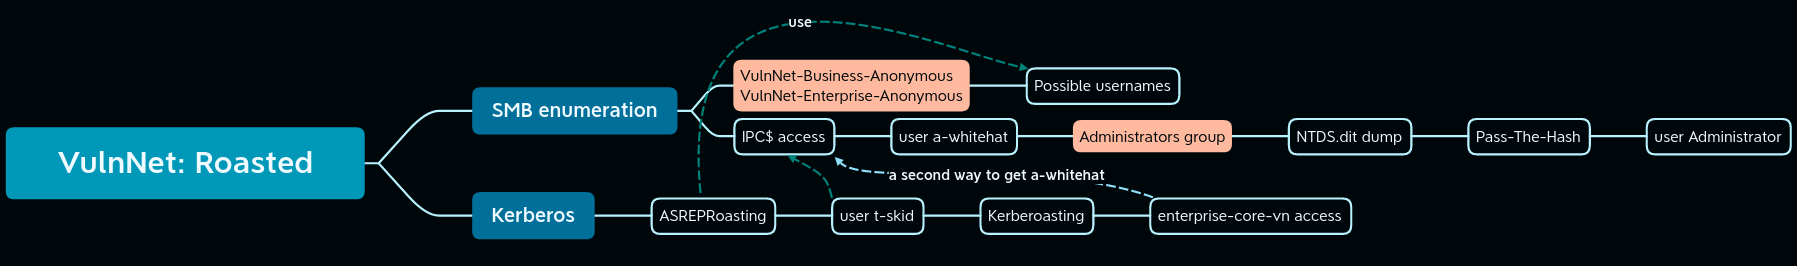 use
VulnNet-Business-Anonymous
VulnNet-Enterprise-Anonymous
Possible usernames
SMB enumeration
IPC$ access
user a-whitehat
Administrators group
NTDS.dit dump
Pass-The-Hash
user Administrator
VulnNet: Roasted
a second way to get a-whitehat
Kerberos
ASREPRoasting
user t-skid
Kerberoasting
enterprise-core-vn access